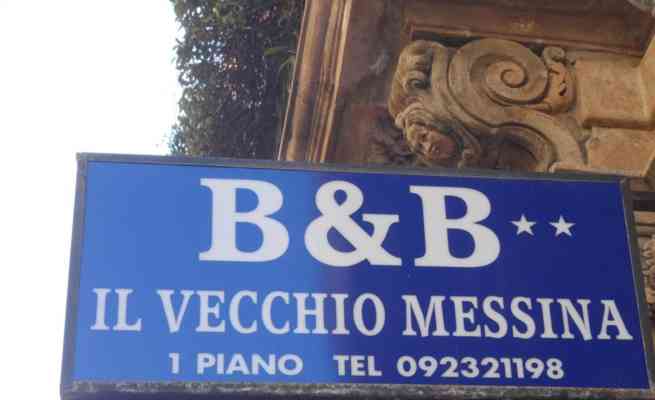 B&B★★
IL VECCHIO MESSINA
1 PIANO TEL 092321198